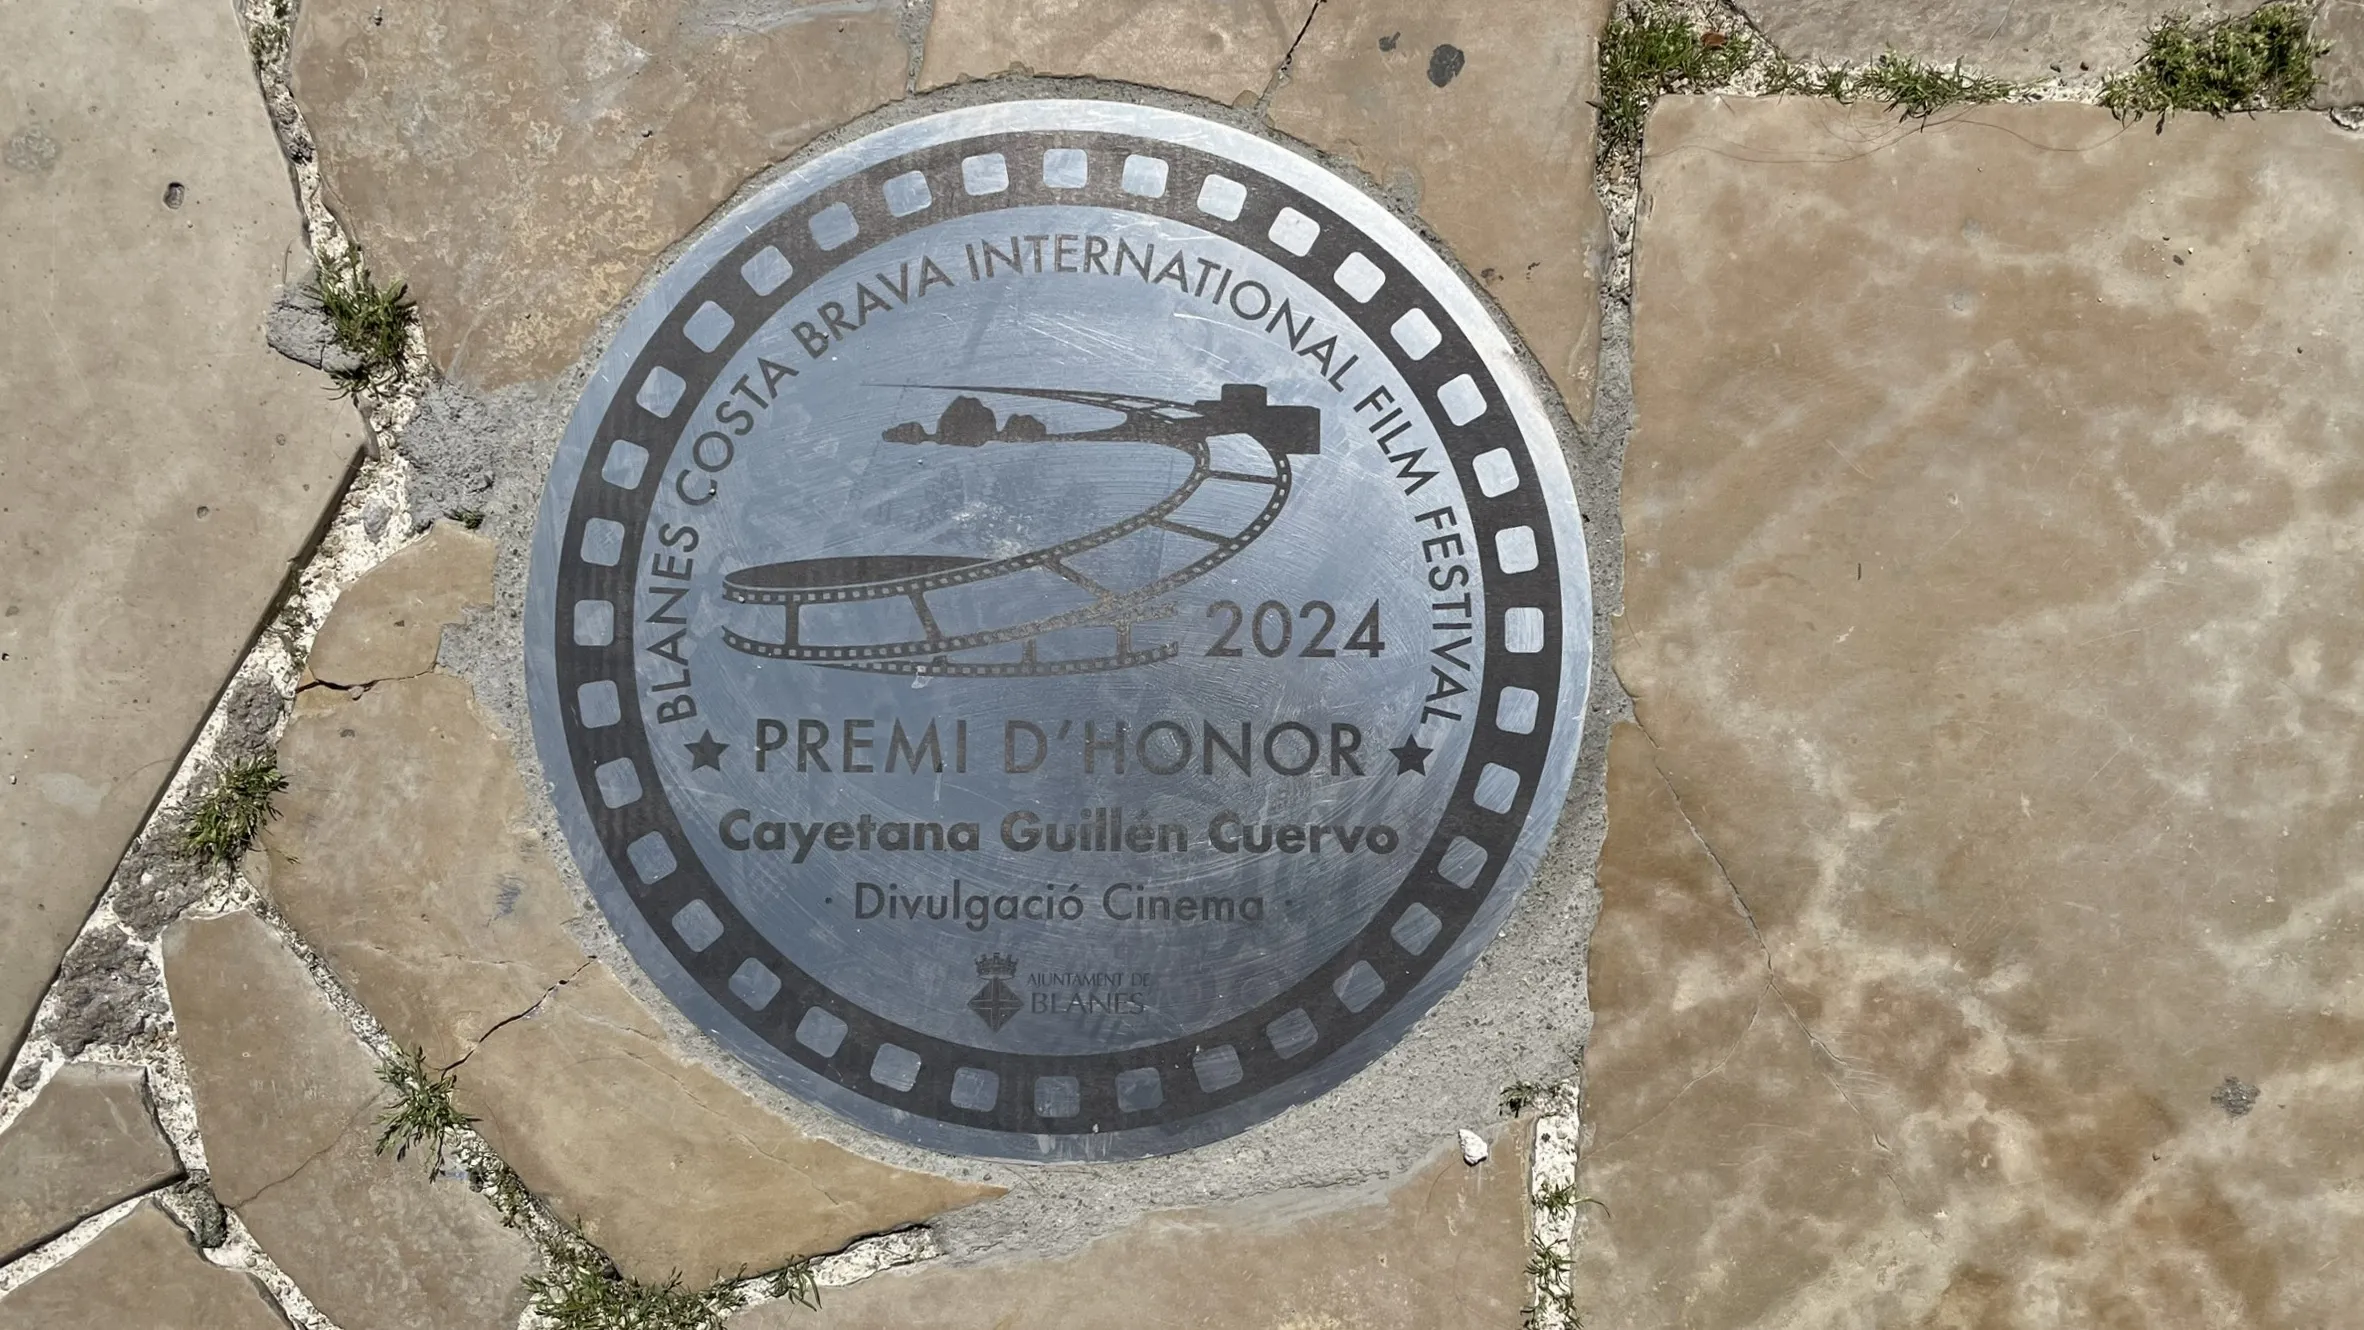 BLANES COSTA BRAVA INTERNATIONAL FILM FESTIVAL
2024
★ PREMI D'HONOR ★
Cayetana Guillén Cuervo
· Divulgació Cinema ·
AJUNTAMENT DE
BLANES